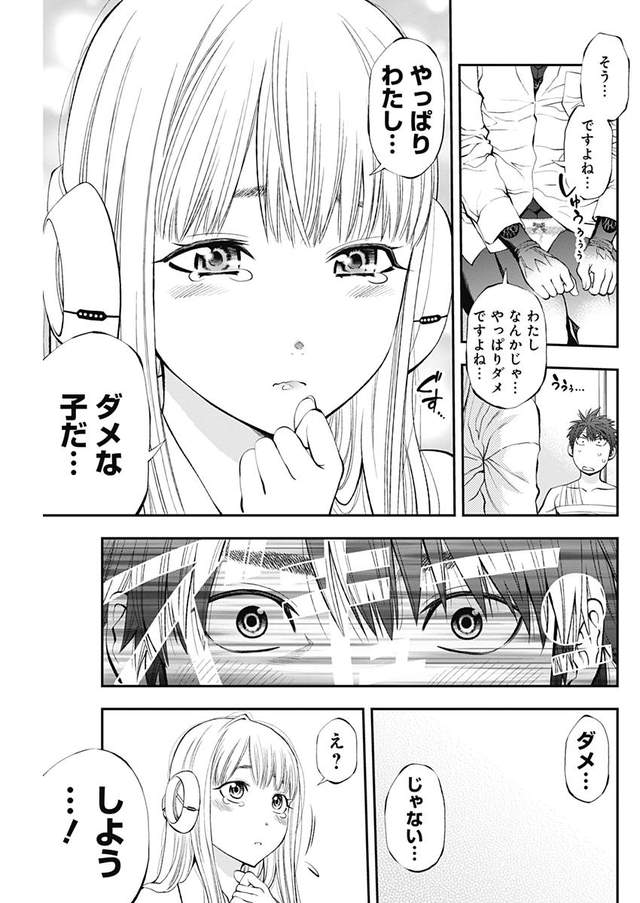 そう…
ですよね…
しゅうぅぅぅ
わたし
なんかじゃ…
やっぱりダメ
ですよね…
ううぅ…
やっぱり
わたし…
ぐす…
ダメな
子だ…
ダメ…
じゃない…
え？
しよう
…！